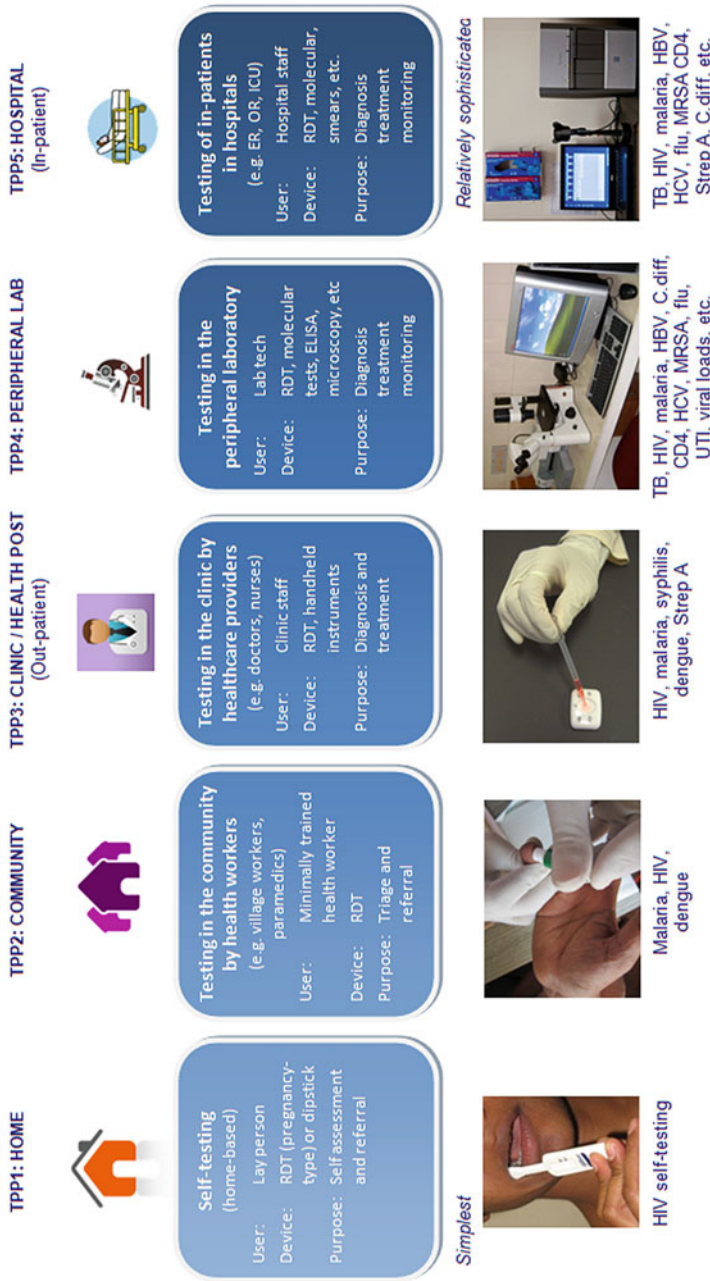 TPP1: HOME
Self-testing
(home-based)
User: Lay person
Device: RDT (pregnancy-
type) or dipstick
Purpose: Self assessment
and referral
Simplest
HIV self-testing
TPP2: COMMUNITY
Testing in the community
by health workers
(e.g. village workers,
paramedics)
User: Minimally trained
health worker
Device: RDT
Purpose: Triage and
referral
Malaria, HIV,
dengue
TPP3: CLINIC / HEALTH POST
(Out-patient)
Testing in the clinic by
healthcare providers
(e.g. doctors, nurses)
User: Clinic staff
Device: RDT, handheld
instruments
Purpose: Diagnosis and
treatment
HIV, malaria, syphilis,
dengue, Strep A
TPP4: PERIPHERAL LAB
Testing in the
peripheral laboratory
User: Lab tech
Device: RDT, molecular
tests, ELISA,
microscopy, etc
Purpose: Diagnosis
treatment
monitoring
TB, HIV, malaria, HBV, C.diff,
CD4, HCV, MRSA, flu,
UTI, viral loads, etc.
TPP5: HOSPITAL
(In-patient)
Testing of in-patients
in hospitals
(e.g. ER, OR, ICU)
User: Hospital staff
Device: RDT, molecular,
smears, etc.
Purpose: Diagnosis
treatment
monitoring
Relatively sophisticated
TB, HIV, malaria, HBV,
HCV, flu, MRSA CD4,
Strep A, C.diff, etc.